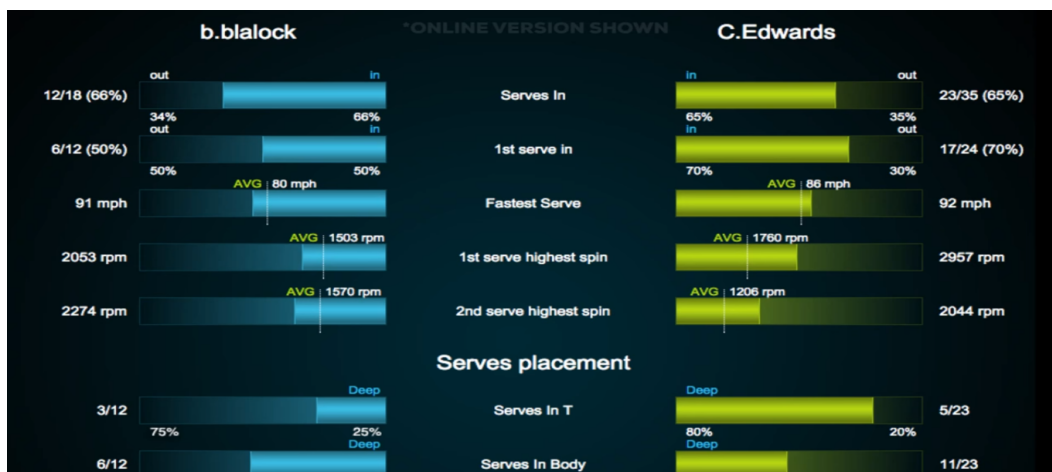 b.blalock *ONLINE VERSION SHOWN C.Edwards
out in in out
12/18 (66%) Serves In 23/35 (65%)
34% 66% 65% 35%
out in in out
6/12 (50%) 1st serve in 17/24 (70%)
50% 50% 70% 30%
AVG 80 mph AVG 86 mph
91 mph Fastest Serve 92 mph
AVG 1503 rpm AVG 1760 rpm
2053 rpm 1st serve highest spin 2957 rpm
AVG 1570 rpm AVG 1206 rpm
2274 rpm 2nd serve highest spin 2044 rpm
Serves placement
Deep Deep
3/12 Serves In T 5/23
75% 25% 80% 20%
Deep Deep
6/12 Serves In Body 11/23